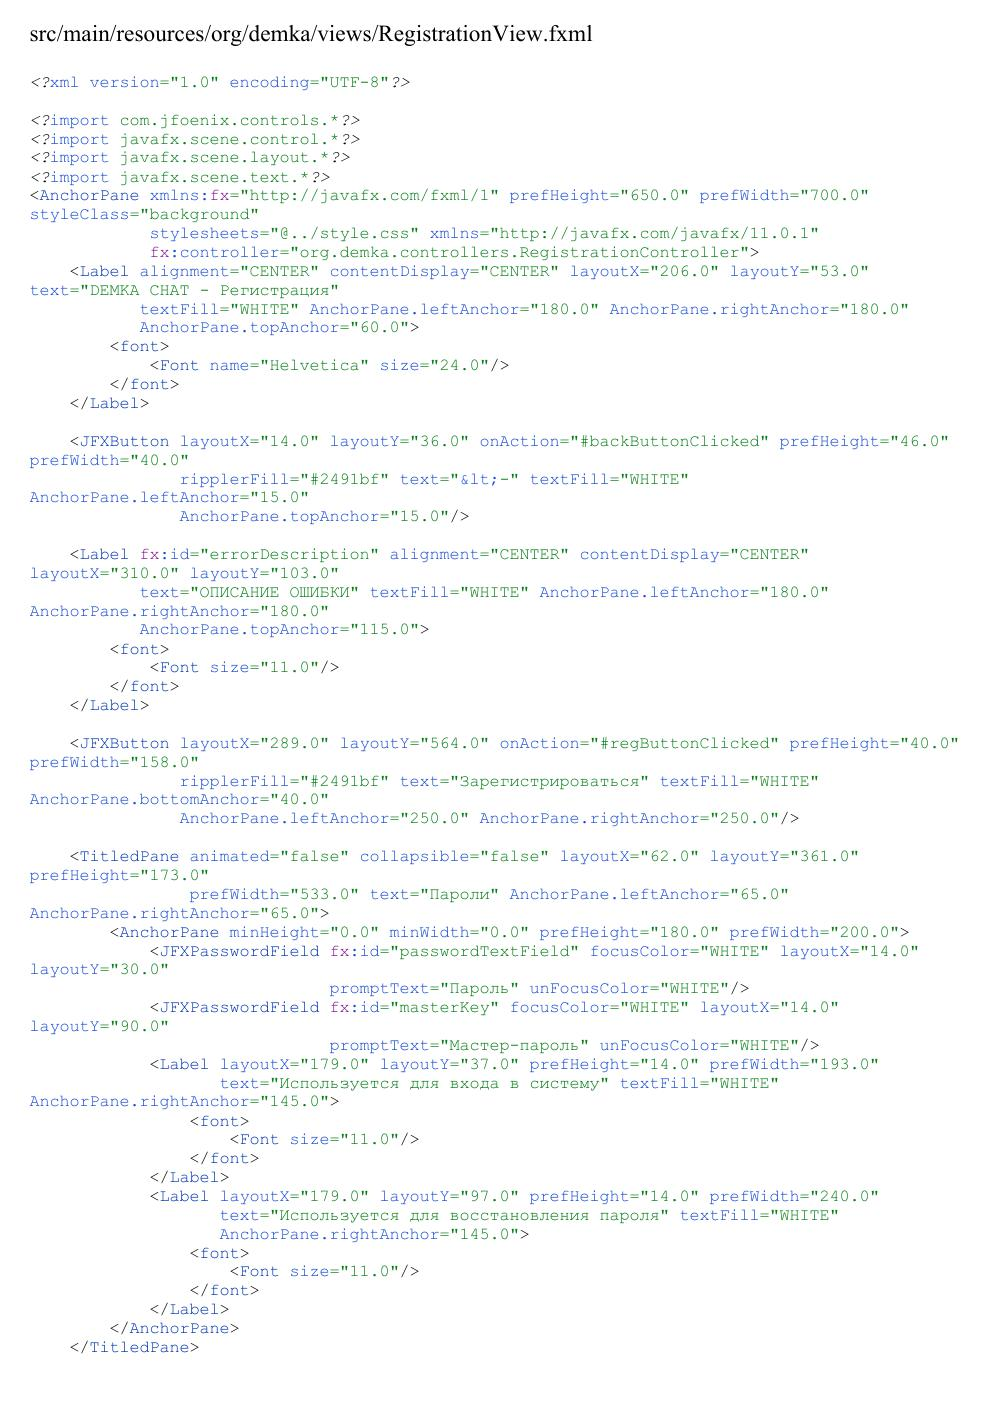 src/main/resources/org/demka/views/RegistrationView.fxml
<?xml version="1.0" encoding="UTF-8"?>
<?import com.jfoenix.controls.*?>
<?import javafx.scene.control.*?>
<?import javafx.scene.layout.*?>
<?import javafx.scene.text.*?>
<AnchorPane xmlns:fx="http://javafx.com/fxml/1" prefHeight="650.0" prefWidth="700.0"
styleClass="background"
            stylesheets="@../style.css" xmlns="http://javafx.com/javafx/11.0.1"
            fx:controller="org.demka.controllers.RegistrationController">
    <Label alignment="CENTER" contentDisplay="CENTER" layoutX="206.0" layoutY="53.0"
text="DEMKA CHAT - Регистрация"
           textFill="WHITE" AnchorPane.leftAnchor="180.0" AnchorPane.rightAnchor="180.0"
           AnchorPane.topAnchor="60.0">
        <font>
            <Font name="Helvetica" size="24.0"/>
        </font>
    </Label>
    <JFXButton layoutX="14.0" layoutY="36.0" onAction="#backButtonClicked" prefHeight="46.0"
prefWidth="40.0"
               ripplerFill="#2491bf" text="&lt;-" textFill="WHITE"
AnchorPane.leftAnchor="15.0"
               AnchorPane.topAnchor="15.0"/>
    <Label fx:id="errorDescription" alignment="CENTER" contentDisplay="CENTER"
layoutX="310.0" layoutY="103.0"
           text="ОПИСАНИЕ ОШИБКИ" textFill="WHITE" AnchorPane.leftAnchor="180.0"
AnchorPane.rightAnchor="180.0"
           AnchorPane.topAnchor="115.0">
        <font>
            <Font size="11.0"/>
        </font>
    </Label>
    <JFXButton layoutX="289.0" layoutY="564.0" onAction="#regButtonClicked" prefHeight="40.0"
prefWidth="158.0"
               ripplerFill="#2491bf" text="Зарегистрироваться" textFill="WHITE"
AnchorPane.bottomAnchor="40.0"
               AnchorPane.leftAnchor="250.0" AnchorPane.rightAnchor="250.0"/>
    <TitledPane animated="false" collapsible="false" layoutX="62.0" layoutY="361.0"
prefHeight="173.0"
                prefWidth="533.0" text="Пароли" AnchorPane.leftAnchor="65.0"
AnchorPane.rightAnchor="65.0">
        <AnchorPane minHeight="0.0" minWidth="0.0" prefHeight="180.0" prefWidth="200.0">
            <JFXPasswordField fx:id="passwordTextField" focusColor="WHITE" layoutX="14.0"
layoutY="30.0"
                              promptText="Пароль" unFocusColor="WHITE"/>
            <JFXPasswordField fx:id="masterKey" focusColor="WHITE" layoutX="14.0"
layoutY="90.0"
                              promptText="Мастер-пароль" unFocusColor="WHITE"/>
            <Label layoutX="179.0" layoutY="37.0" prefHeight="14.0" prefWidth="193.0"
                   text="Используется для входа в систему" textFill="WHITE"
AnchorPane.rightAnchor="145.0">
                <font>
                    <Font size="11.0"/>
                </font>
            </Label>
            <Label layoutX="179.0" layoutY="97.0" prefHeight="14.0" prefWidth="240.0"
                   text="Используется для восстановления пароля" textFill="WHITE"
                   AnchorPane.rightAnchor="145.0">
                <font>
                    <Font size="11.0"/>
                </font>
            </Label>
        </AnchorPane>
    </TitledPane>